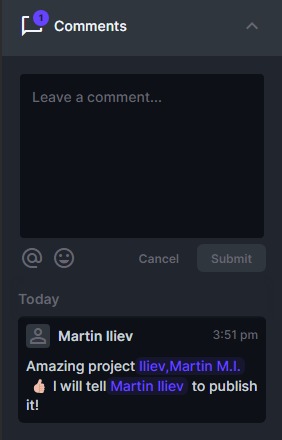 1
Comments
Leave a comment...
Cancel
Submit
Today
Martin Iliev
3:51 pm
Amazing project Iliev,Martin M.I.
👍🏻 I will tell Martin Iliev to publish
it!